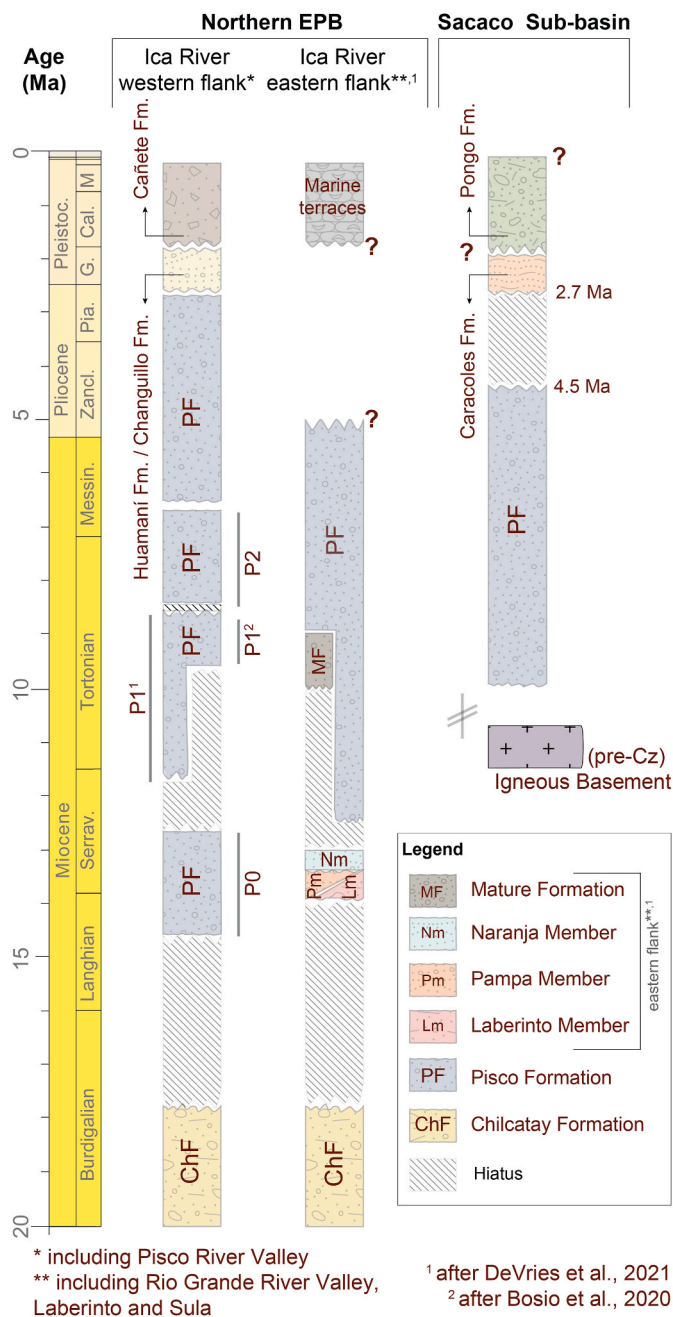 Northern EPB
Sacaco Sub-basin
Age
(Ma)
Ica River
western flank*
Ica River
eastern flank**,1
0
5
10
15
20
Pleistoc.
Pliocene
Miocene
M
Cal.
G.
Pia.
Zancl.
Messin.
Tortonian
Serrav.
Langhian
Burdigalian
Cañete Fm.
Huamaní Fm. / Changuillo Fm.
PF
PF
P2
PF
P1²
P1¹
PF
P0
ChF
Marine
terraces
?
?
PF
MF
Nm
Pm
Lm
ChF
Pongo Fm.
?
?
Caracoles Fm.
2.7 Ma
4.5 Ma
PF
(pre-Cz)
Igneous Basement
Legend
MF Mature Formation
Nm Naranja Member
Pm Pampa Member
Lm Laberinto Member
eastern flank**,1
PF Pisco Formation
ChF Chilcatay Formation
Hiatus
* including Pisco River Valley
** including Rio Grande River Valley,
Laberinto and Sula
¹ after DeVries et al., 2021
² after Bosio et al., 2020